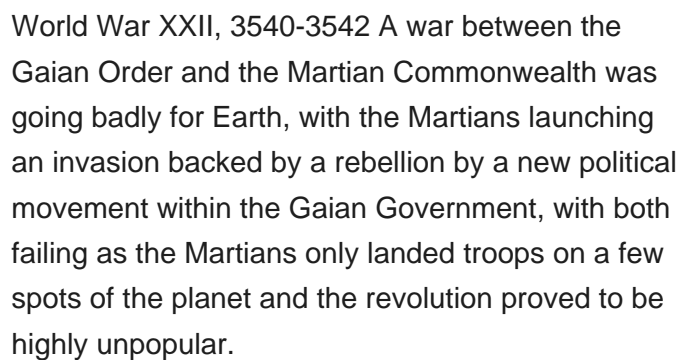 World War XXII, 3540-3542 A war between the
Gaian Order and the Martian Commonwealth was
going badly for Earth, with the Martians launching
an invasion backed by a rebellion by a new political
movement within the Gaian Government, with both
failing as the Martians only landed troops on a few
spots of the planet and the revolution proved to be
highly unpopular.